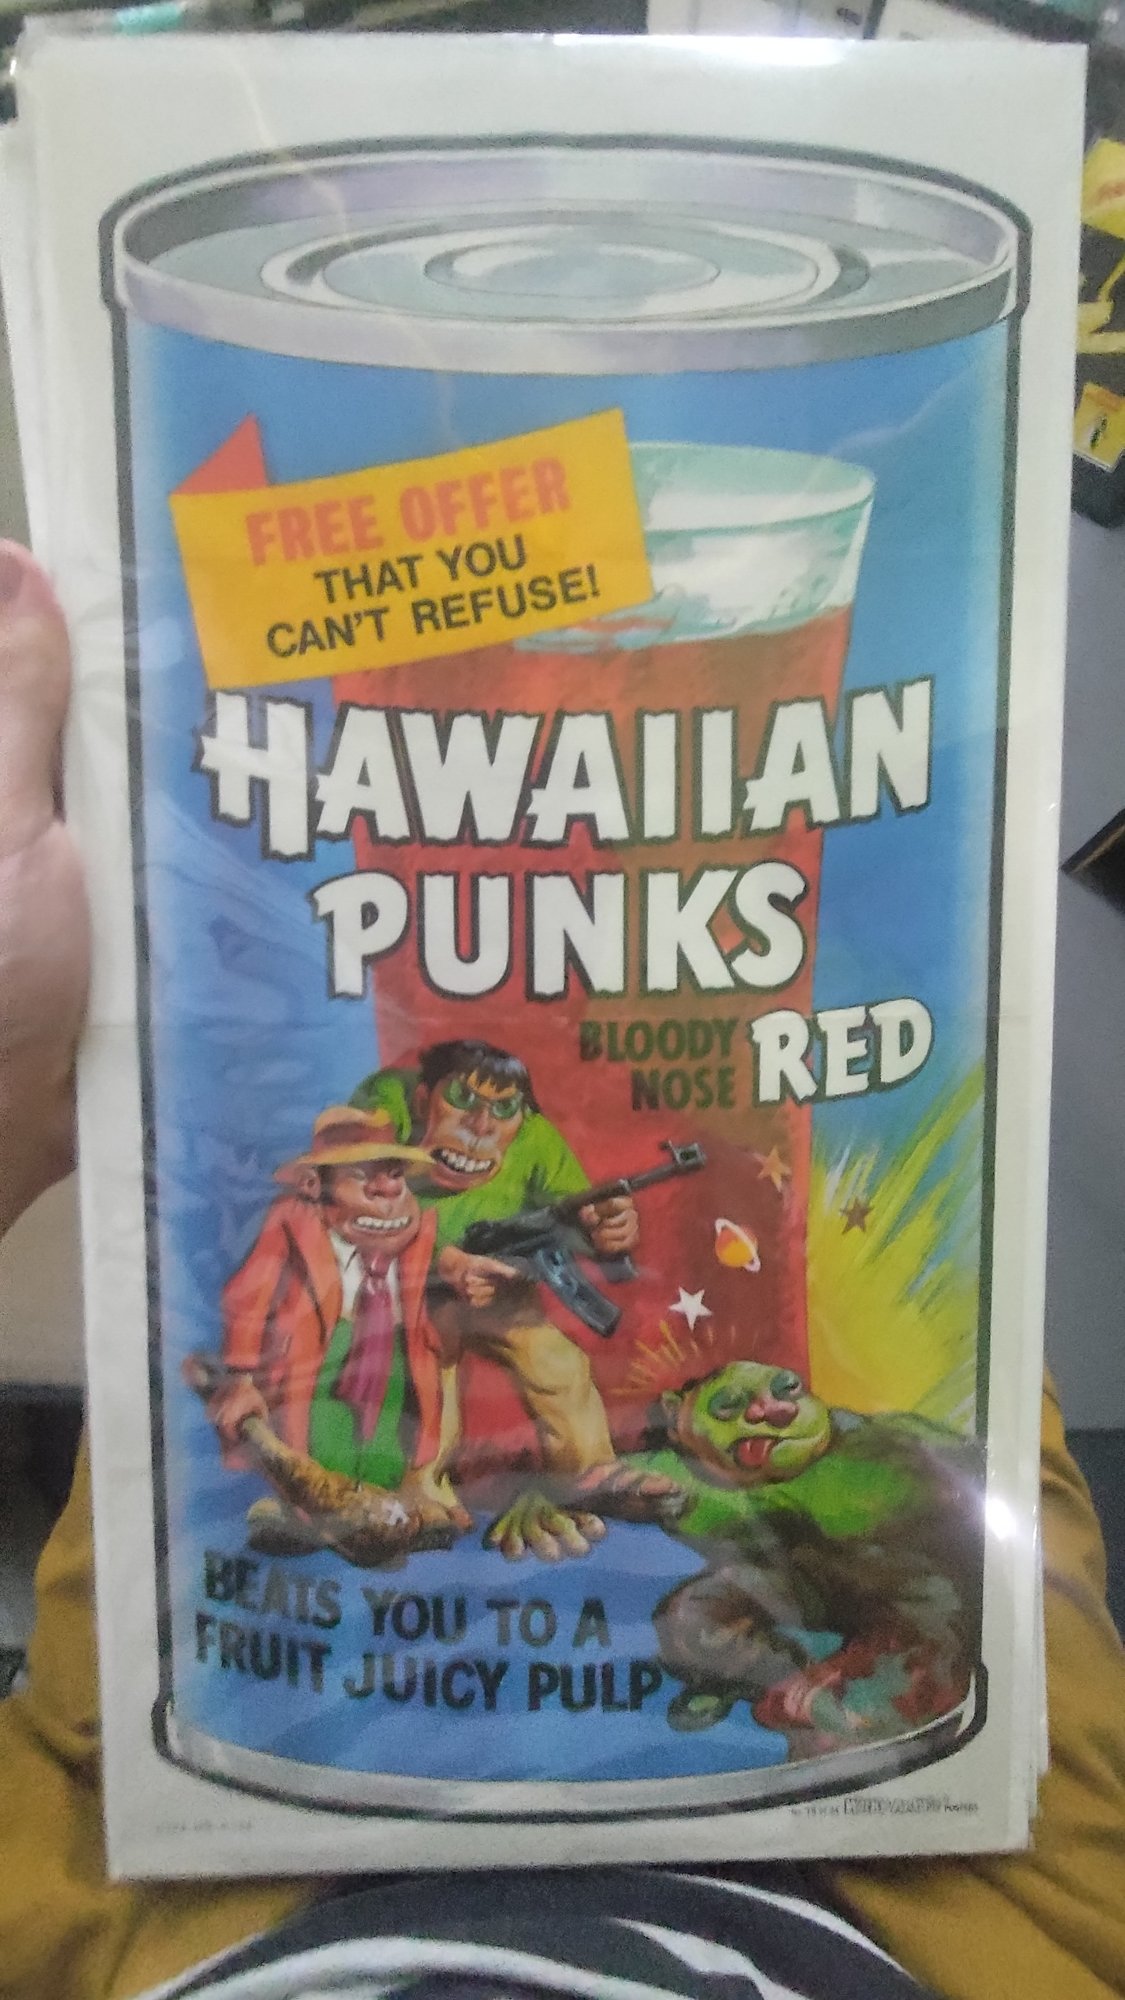 FREE OFFER
THAT YOU
CAN'T REFUSE!
HAWAIIAN
PUNKS
BLOODY
NOSE
RED
BEATS YOU TO A
FRUIT JUICY PULP